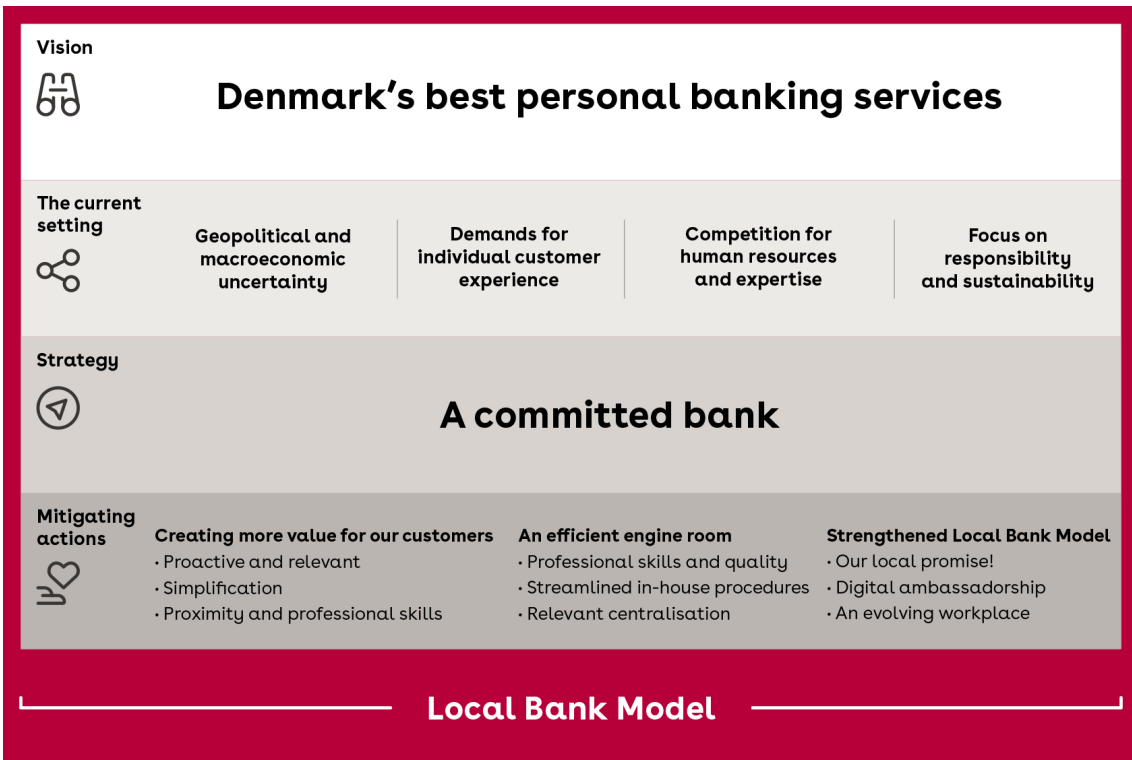 Vision
Denmark’s best personal banking services
The current
setting
Geopolitical and
macroeconomic
uncertainty
Demands for
individual customer
experience
Competition for
human resources
and expertise
Focus on
responsibility
and sustainability
Strategy
A committed bank
Mitigating
actions
Creating more value for our customers
· Proactive and relevant
· Simplification
· Proximity and professional skills
An efficient engine room
· Professional skills and quality
· Streamlined in-house procedures
· Relevant centralisation
Strengthened Local Bank Model
· Our local promise!
· Digital ambassadorship
· An evolving workplace
Local Bank Model